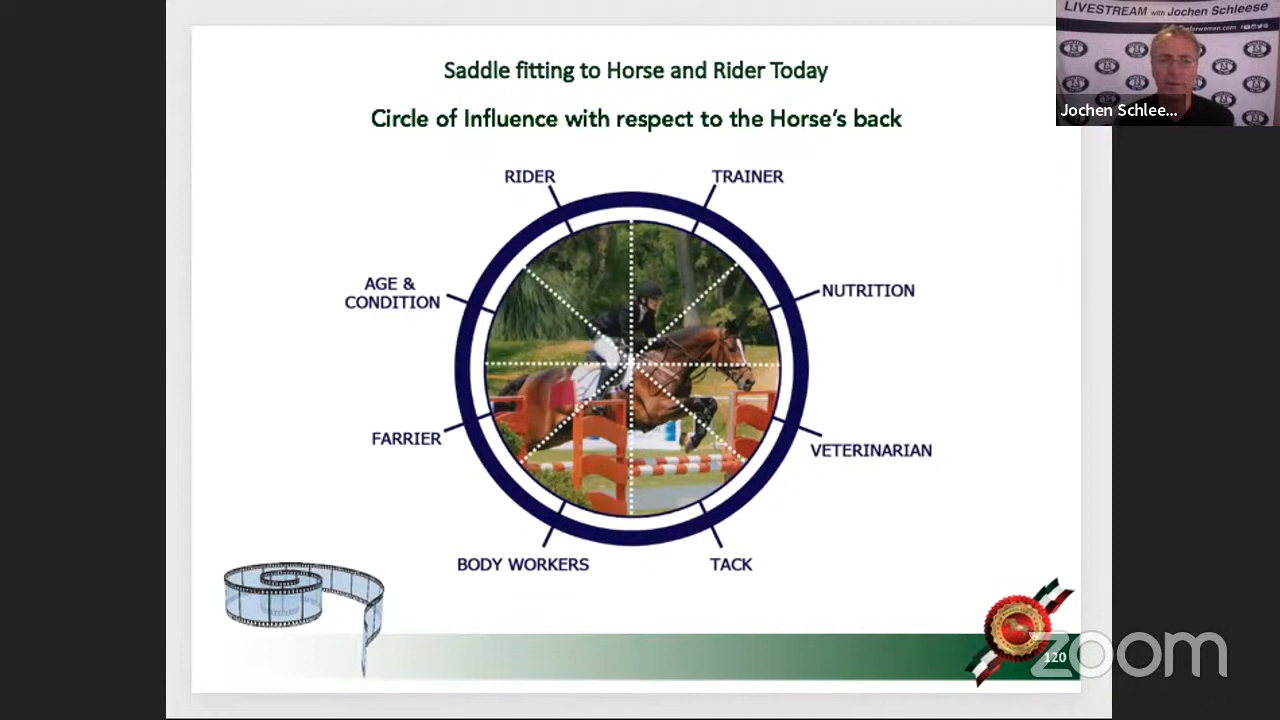 LIVESTREAM with Jochen Schleese
Jochen Schlee...
Saddle fitting to Horse and Rider Today
Circle of Influence with respect to the Horse's back
RIDER
TRAINER
AGE &
CONDITION
NUTRITION
FARRIER
VETERINARIAN
BODY WORKERS
TACK
120
zoom